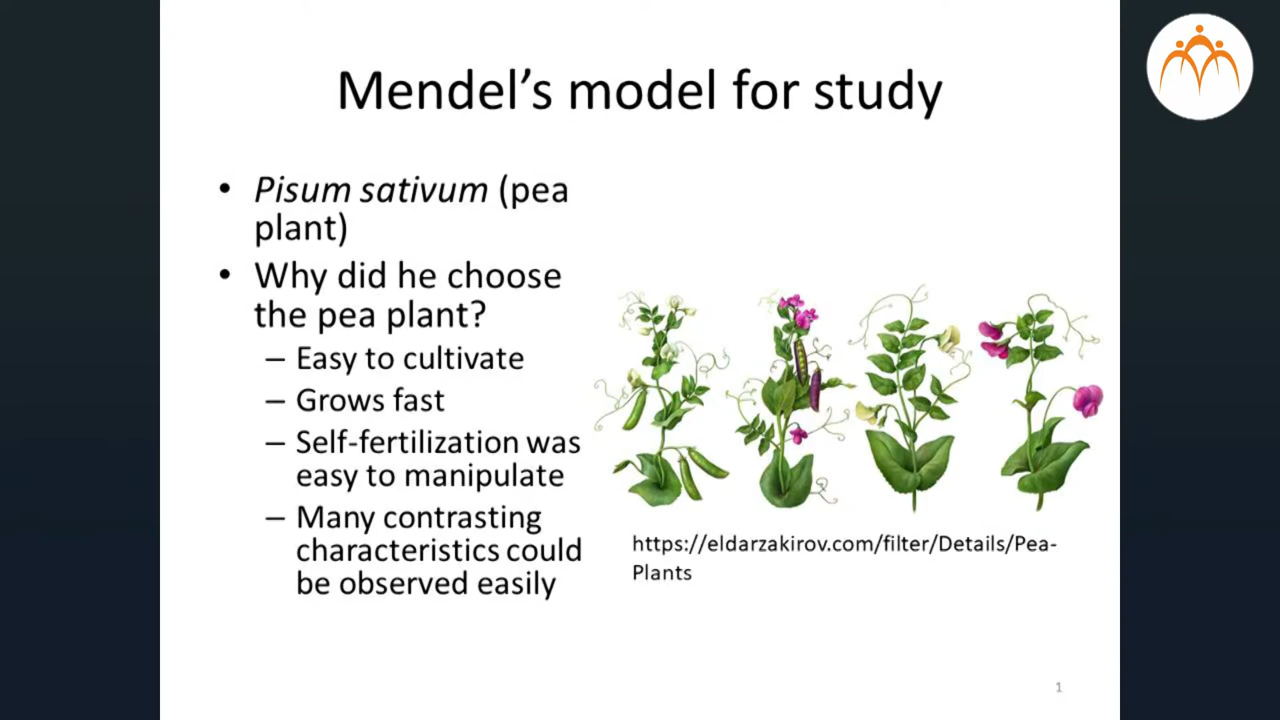 Mendel’s model for study
• Pisum sativum (pea
plant)
• Why did he choose
the pea plant?
– Easy to cultivate
– Grows fast
– Self-fertilization was
easy to manipulate
– Many contrasting
characteristics could
be observed easily
https://eldarzakirov.com/filter/Details/Pea-
Plants
1